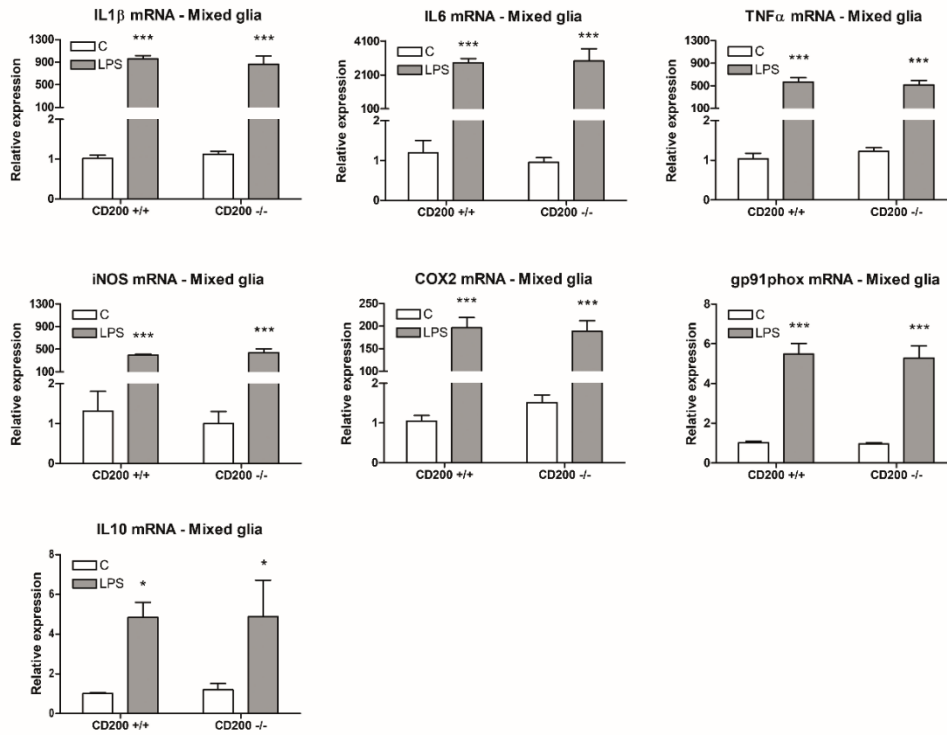 IL1β mRNA - Mixed glia
IL6 mRNA - Mixed glia
TNFα mRNA - Mixed glia
Relative expression
1300
900
500
100
2
1
0
C
LPS
***
***
CD200 +/+
CD200 -/-
Relative expression
4100
2100
100
2
1
0
C
LPS
***
***
CD200 +/+
CD200 -/-
Relative expression
1300
900
500
100
2
1
0
C
LPS
***
***
CD200 +/+
CD200 -/-
iNOS mRNA - Mixed glia
COX2 mRNA - Mixed glia
gp91phox mRNA - Mixed glia
Relative expression
1300
900
500
100
2
1
0
C
LPS
***
***
CD200 +/+
CD200 -/-
Relative expression
250
200
150
100
50
2
1
0
C
LPS
***
***
CD200 +/+
CD200 -/-
Relative expression
8
6
4
2
0
C
LPS
***
***
CD200 +/+
CD200 -/-
IL10 mRNA - Mixed glia
Relative expression
8
6
4
2
0
C
LPS
*
*
CD200 +/+
CD200 -/-